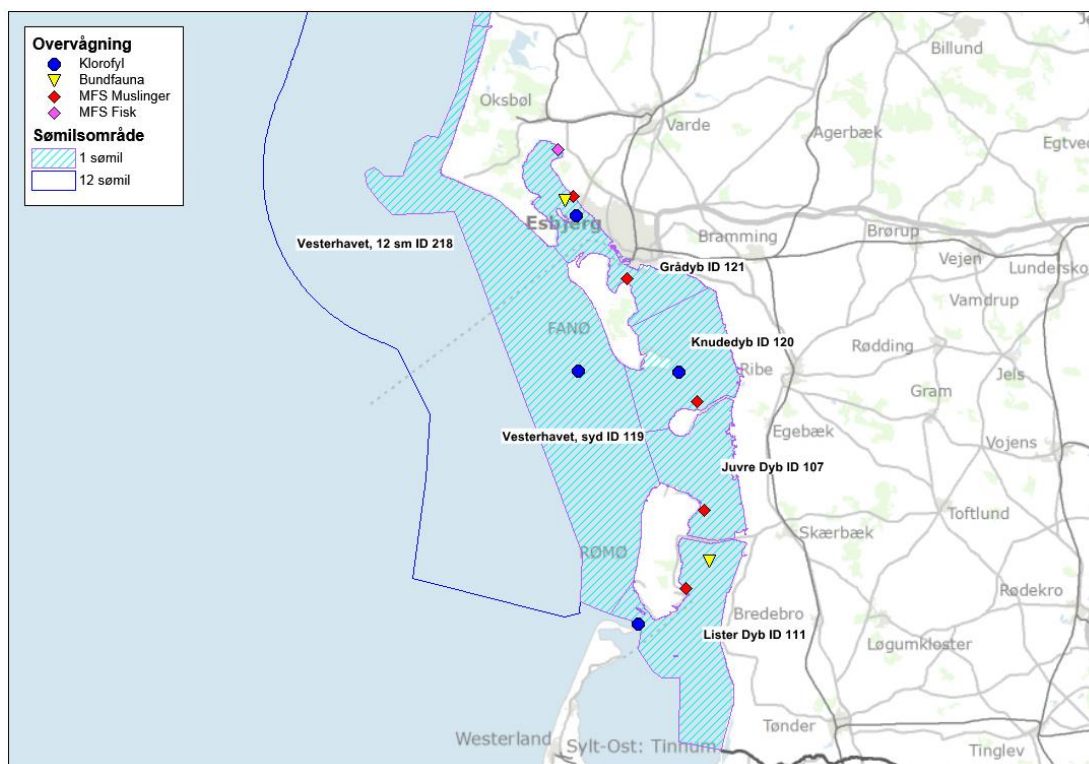 Overvågning
Klorofyl
Bundfauna
MFS Muslinger
MFS Fisk
Sømilsområde
1 sømil
12 sømil
Billund
Oksbøl
Varde
Agerbæk
Egtved
Esbjerg
Bramming
Brørup
Vesterhavet, 12 sm ID 218
Grådyb ID 121
Vejen
Lundersko
Vamdrup
FANØ
Knudedyb ID 120
Ribe
Rødding
Jels
Gram
Vesterhavet, syd ID 119
Egebæk
Vojens
Juvre Dyb ID 107
Toftlund
Skærbæk
RØMØ
Rødekro
Bredebro
Lister Dyb ID 111
Løgumkloster
Tønder
Westerland
Sylt-Ost: Tinnum
Tinglev